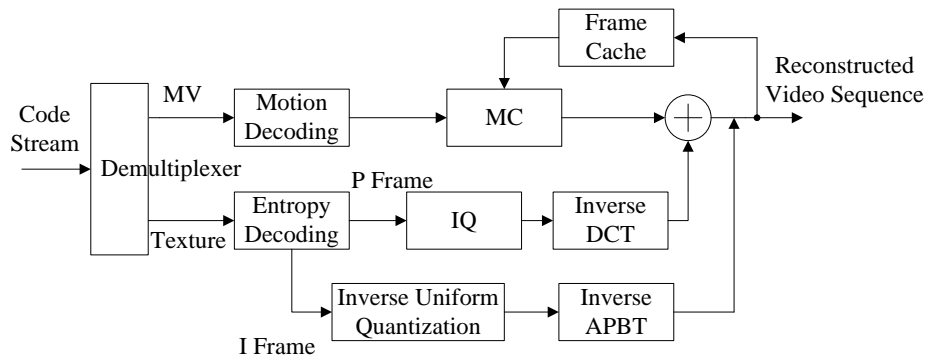 Frame
Cache
Reconstructed
Video Sequence
MV
Motion
Decoding
MC
Code
Stream
Demultiplexer
P Frame
Entropy
Decoding
IQ
Inverse
DCT
Texture
Inverse Uniform
Quantization
Inverse
APBT
I Frame